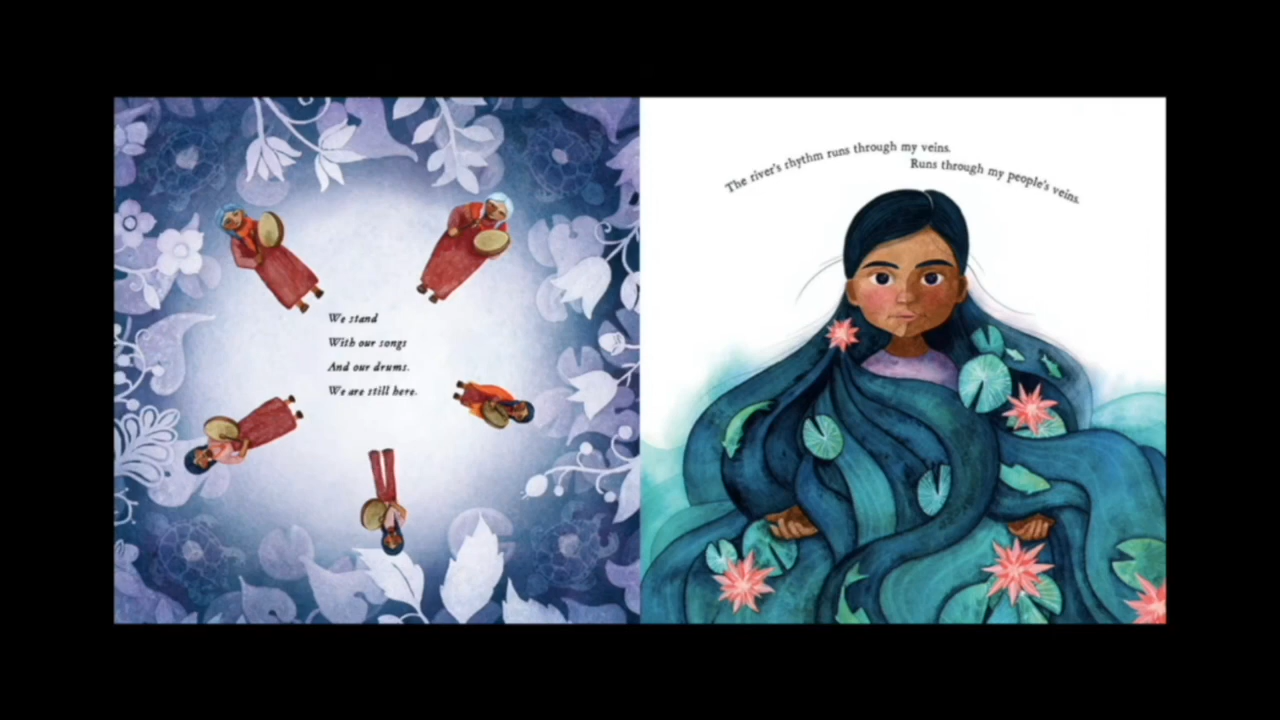 We stand
With our songs
And our drums.
We are still here.
The river's rhythm runs through my veins.
Runs through my people's veins.